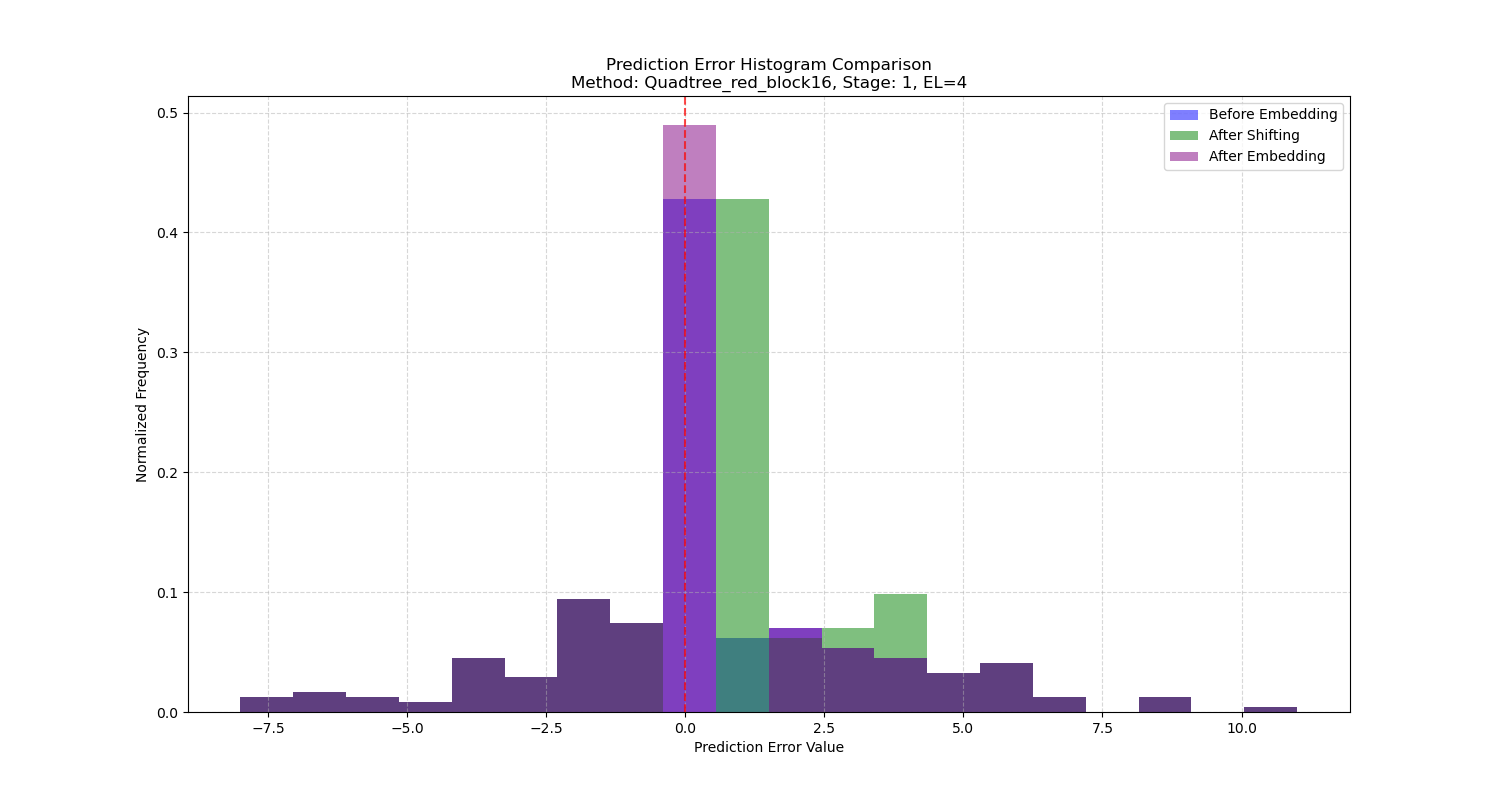 Prediction Error Histogram Comparison
Method: Quadtree_red_block16, Stage: 1, EL=4
Before Embedding
After Shifting
After Embedding
Normalized Frequency
0.5
0.4
0.3
0.2
0.1
0.0
−7.5 −5.0 −2.5 0.0 2.5 5.0 7.5 10.0
Prediction Error Value